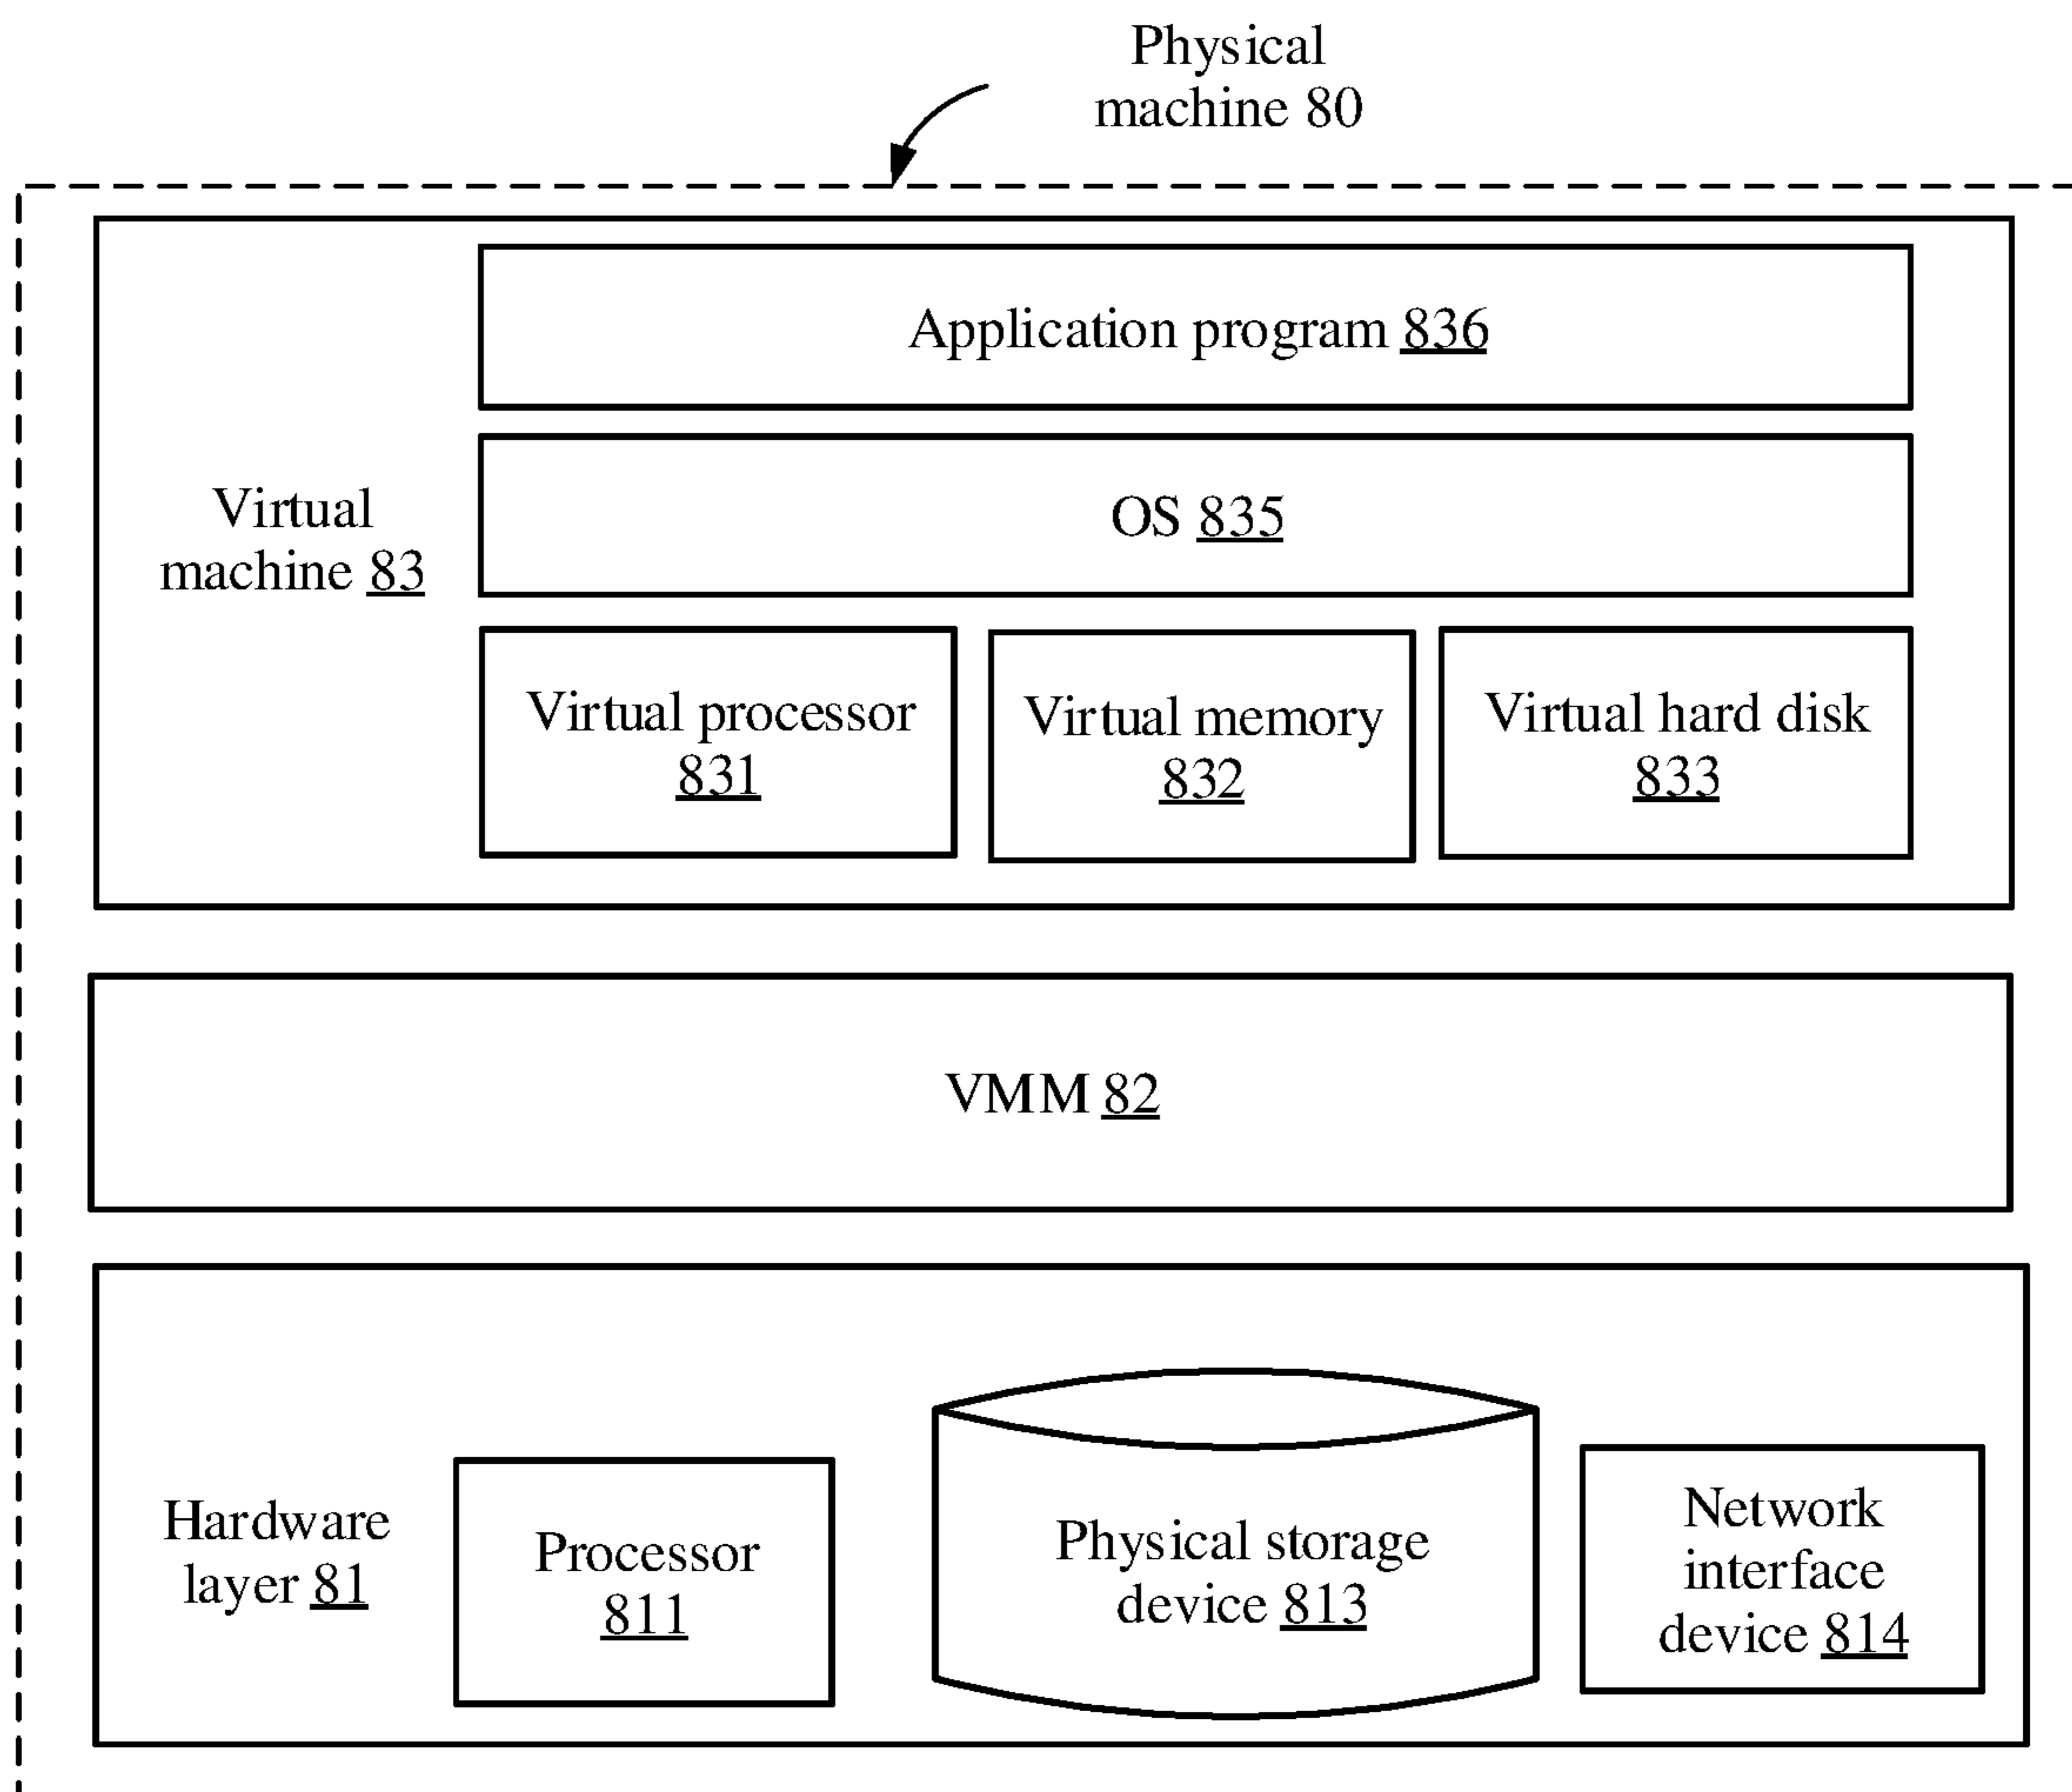 Physical
machine 80
Application program 836
OS 835
Virtual
machine 83
Virtual processor
831
Virtual memory
832
Virtual hard disk
833
VMM 82
Hardware
layer 81
Processor
811
Physical storage
device 813
Network
interface
device 814